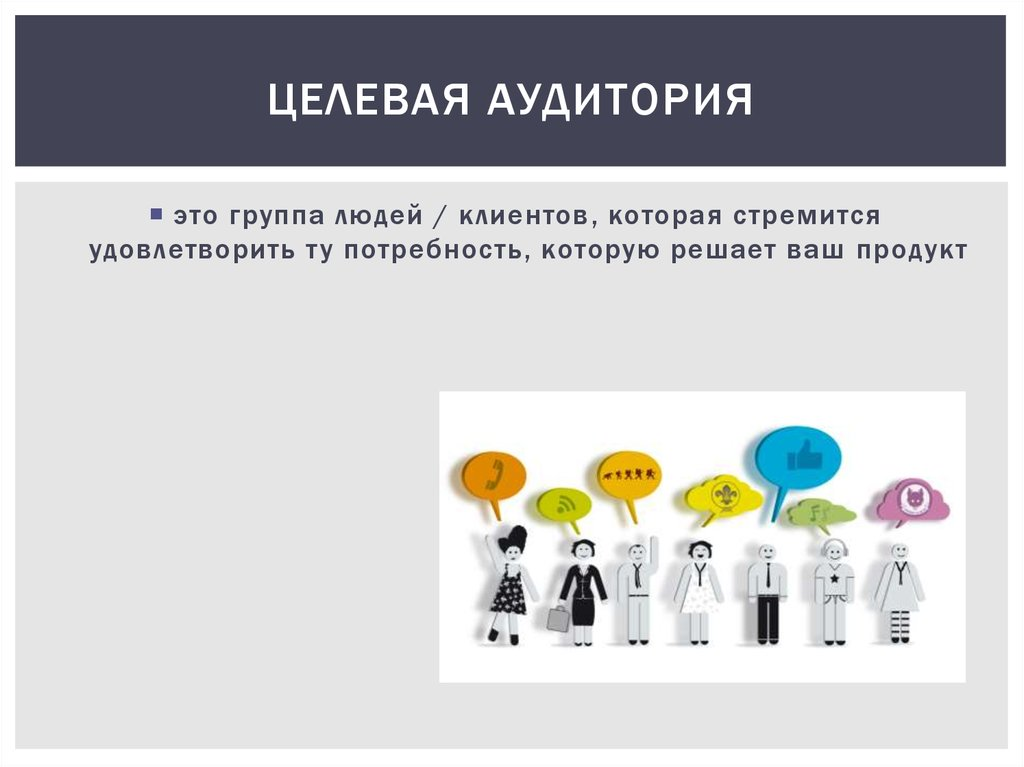 ЦЕЛЕВАЯ АУДИТОРИЯ
это группа людей / клиентов, которая стремится
удовлетворить ту потребность, которую решает ваш продукт